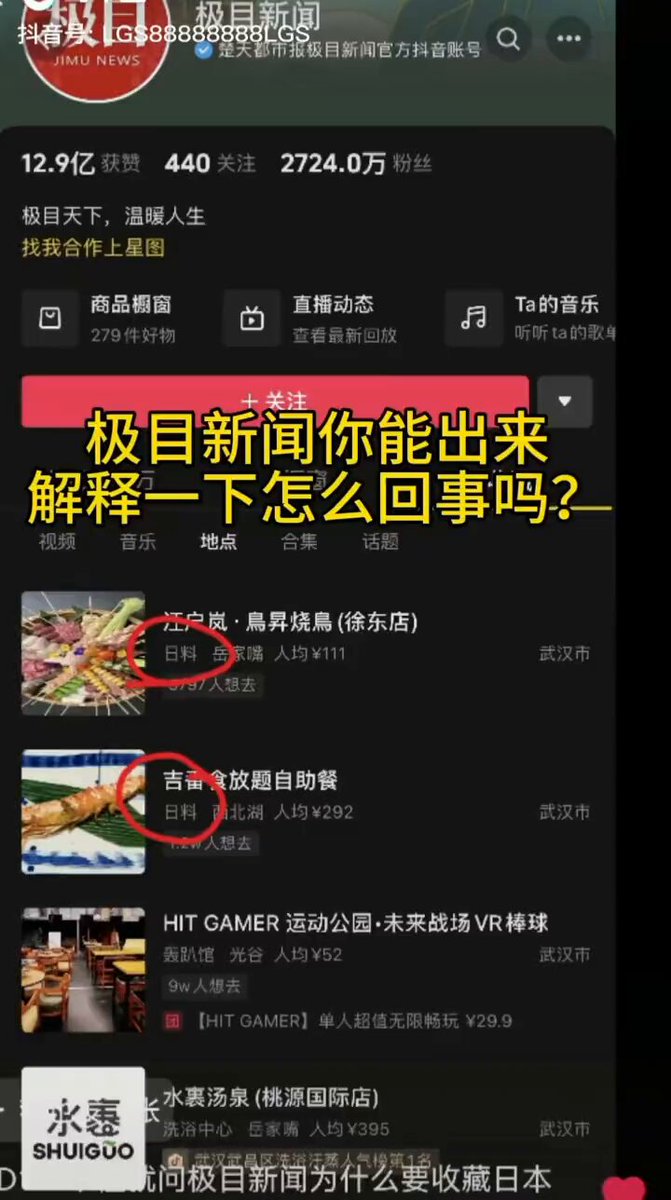 极目新闻
抖音号: LGS88888888LGS
极目
JIMU NEWS
楚天都市报极目新闻官方抖音账号
12.9亿 获赞 440 关注 2724.0万 粉丝
极目天下，温暖人生
找我合作上星图
商品橱窗
279件好物
直播动态
查看最新回放
Ta的音乐
听听ta的歌单
+ 关注
极目新闻你能出来
解释一下怎么回事吗？
视频 音乐 地点 合集 话题
江户岚·鳥昇烧鳥(徐东店)
日料 岳家嘴 人均¥111 武汉市
人想去
吉番食放题自助餐
日料 西北湖 人均¥292 武汉市
1.2w人想去
HIT GAMER 运动公园·未来战场VR棒球
轰趴馆 光谷 人均¥52 武汉市
9w人想去
团 【HIT GAMER】单人超值无限畅玩 ¥29.9
水裹
SHUIGUO
水裹汤泉(桃源国际店)
洗浴中心 岳家嘴 人均¥395 武汉市
武汉武昌区洗浴汗蒸人气榜第1名
就问极目新闻为什么要收藏日本